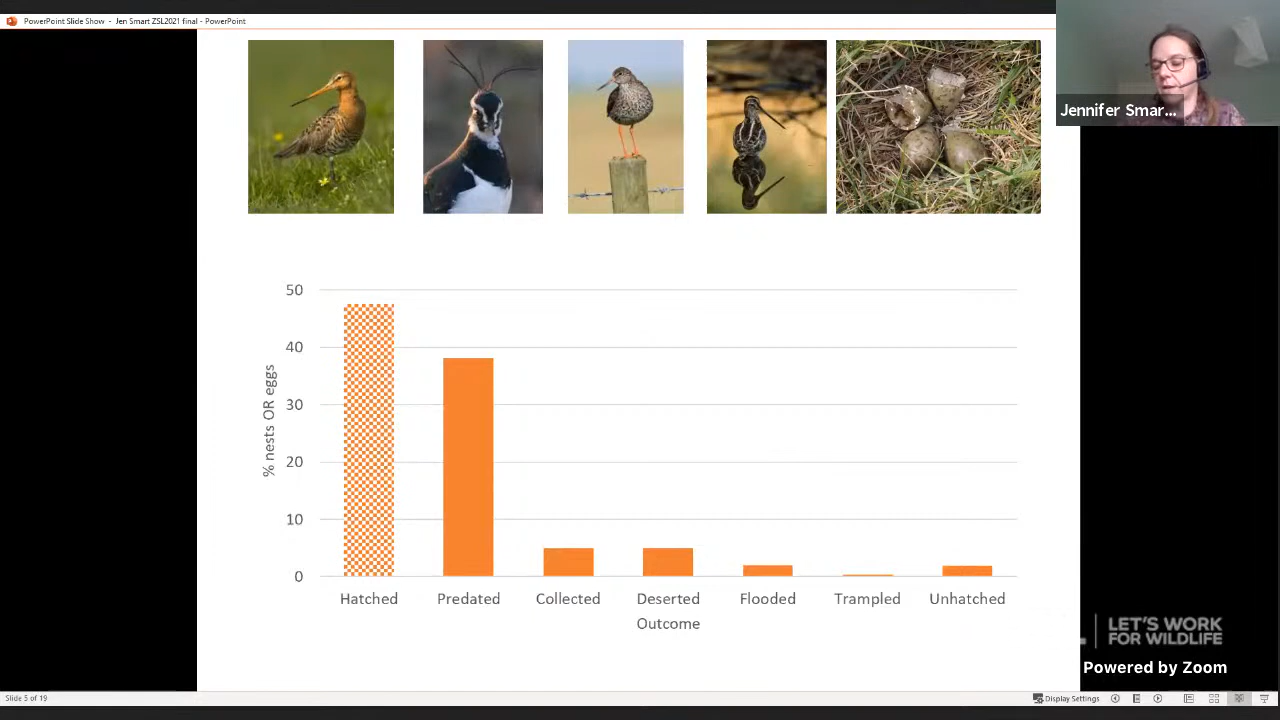 PowerPoint Slide Show - Jen Smart ZSL2021 final - PowerPoint
Jennifer Smar...
50
40
30
20
10
0
% nests OR eggs
Hatched Predated Collected Deserted Flooded Trampled Unhatched
Outcome
LET'S WORK
FOR WILDLIFE
Powered by Zoom
Slide 5 of 19
Display Settings